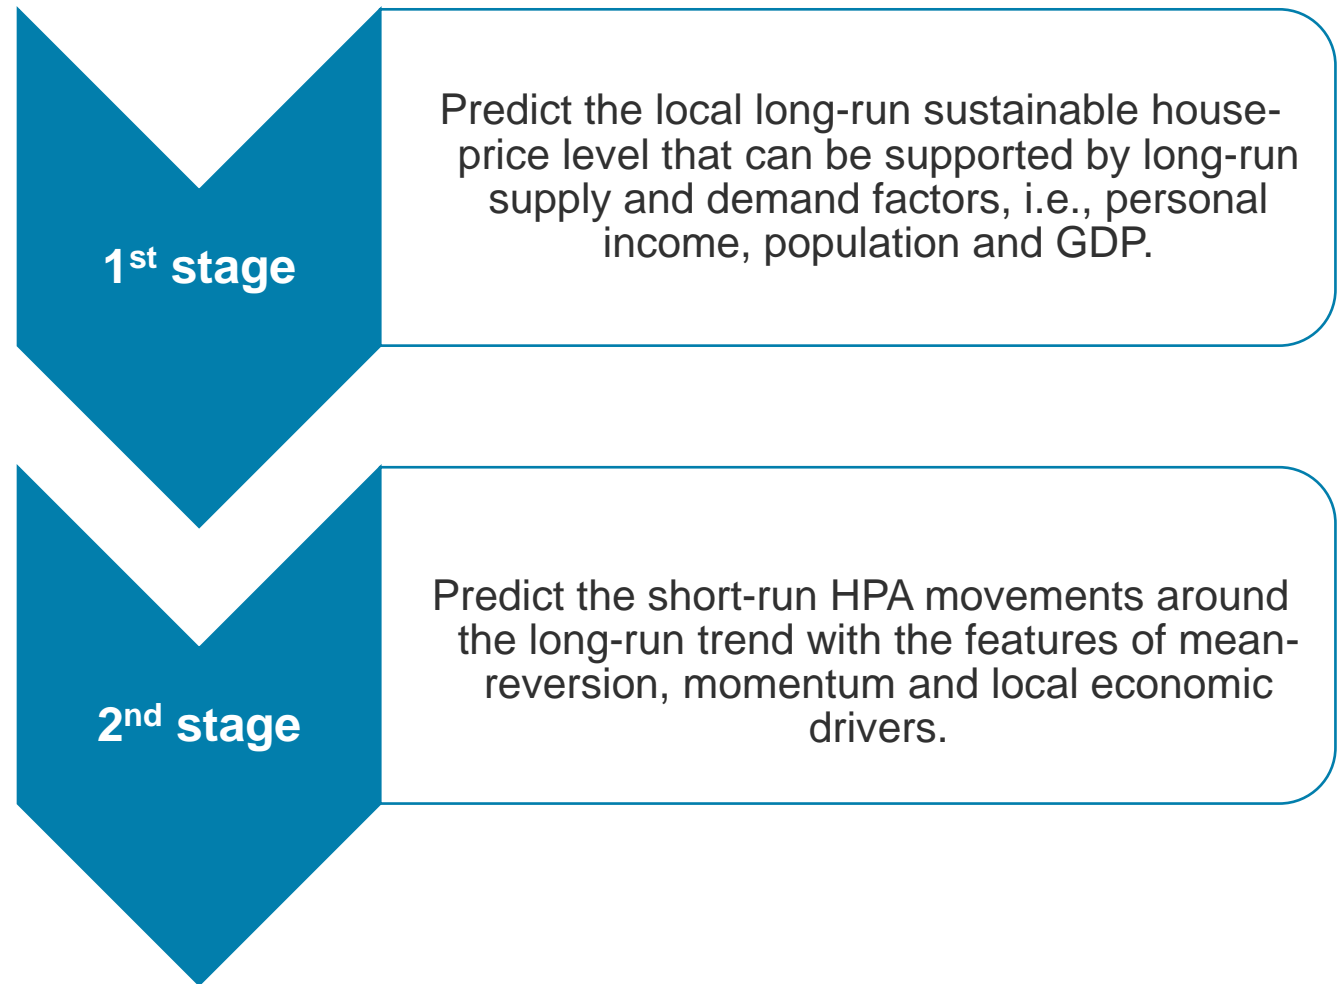 1st stage
Predict the local long-run sustainable house-
price level that can be supported by long-run
supply and demand factors, i.e., personal
income, population and GDP.
2nd stage
Predict the short-run HPA movements around
the long-run trend with the features of mean-
reversion, momentum and local economic
drivers.